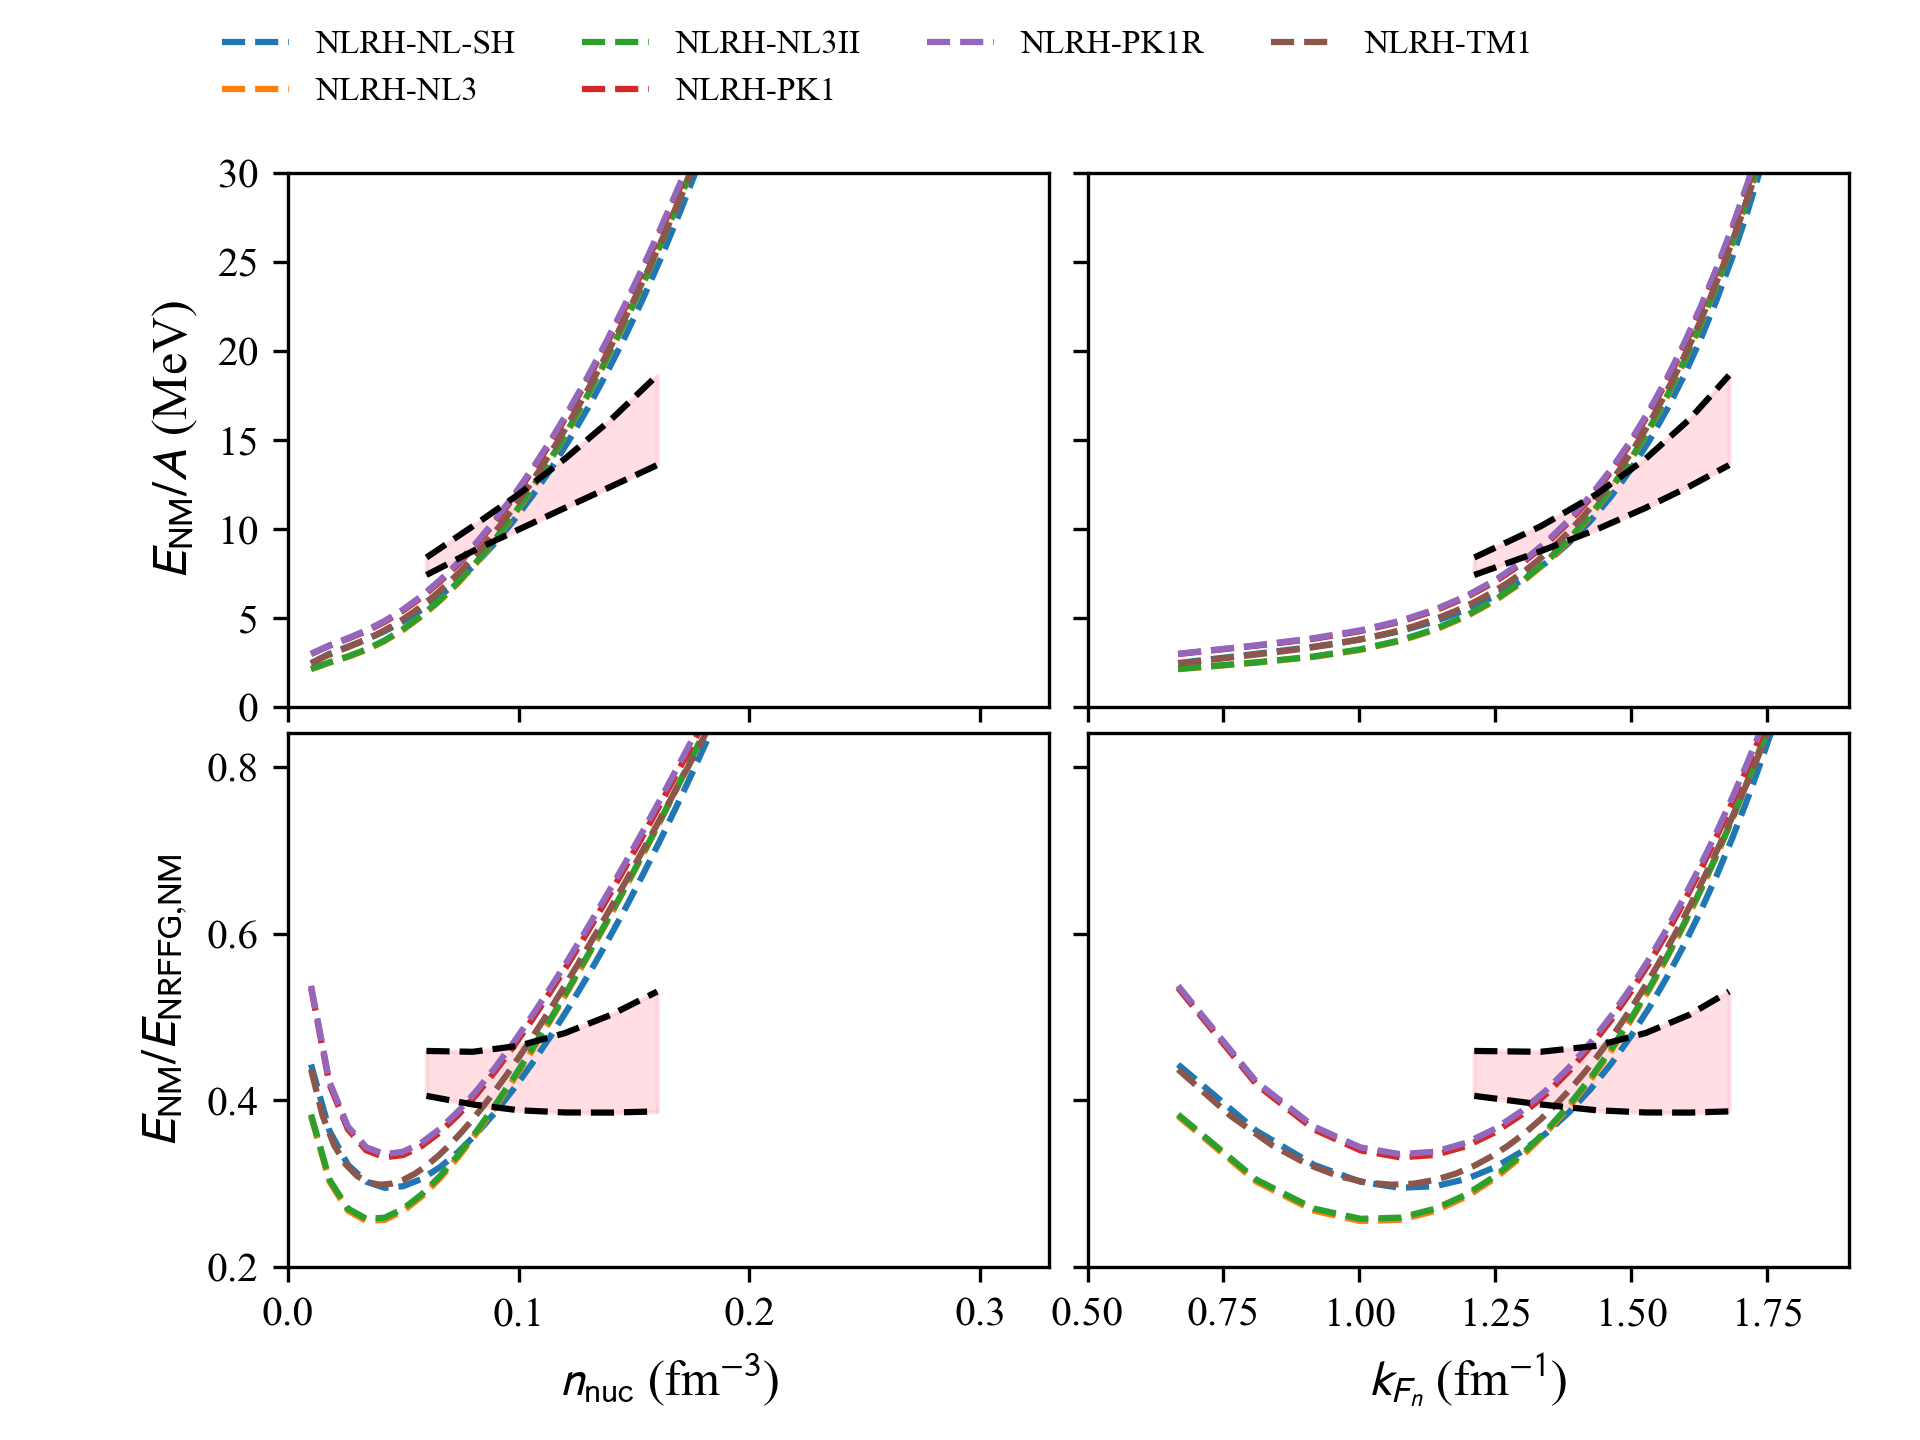 NLRH-NL-SH NLRH-NL3II NLRH-PK1R NLRH-TM1
NLRH-NL3 NLRH-PK1
30
25
20
15
10
5
0
E_NM/A (MeV)
0.8
0.6
0.4
0.2
E_NM/E_NRFFG,NM
0.0 0.1 0.2 0.3
0.50 0.75 1.00 1.25 1.50 1.75
n_nuc (fm⁻³)
k_{F_n} (fm⁻¹)